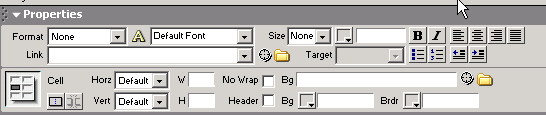 Properties
Format None A Default Font Size None B I
Link Target
Cell Horz Default W No Wrap Bg
Vert Default H Header Bg Brdr